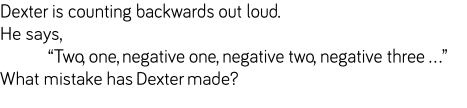 Dexter is counting backwards out loud.
He says,
“Two, one, negative one, negative two, negative three …”
What mistake has Dexter made?